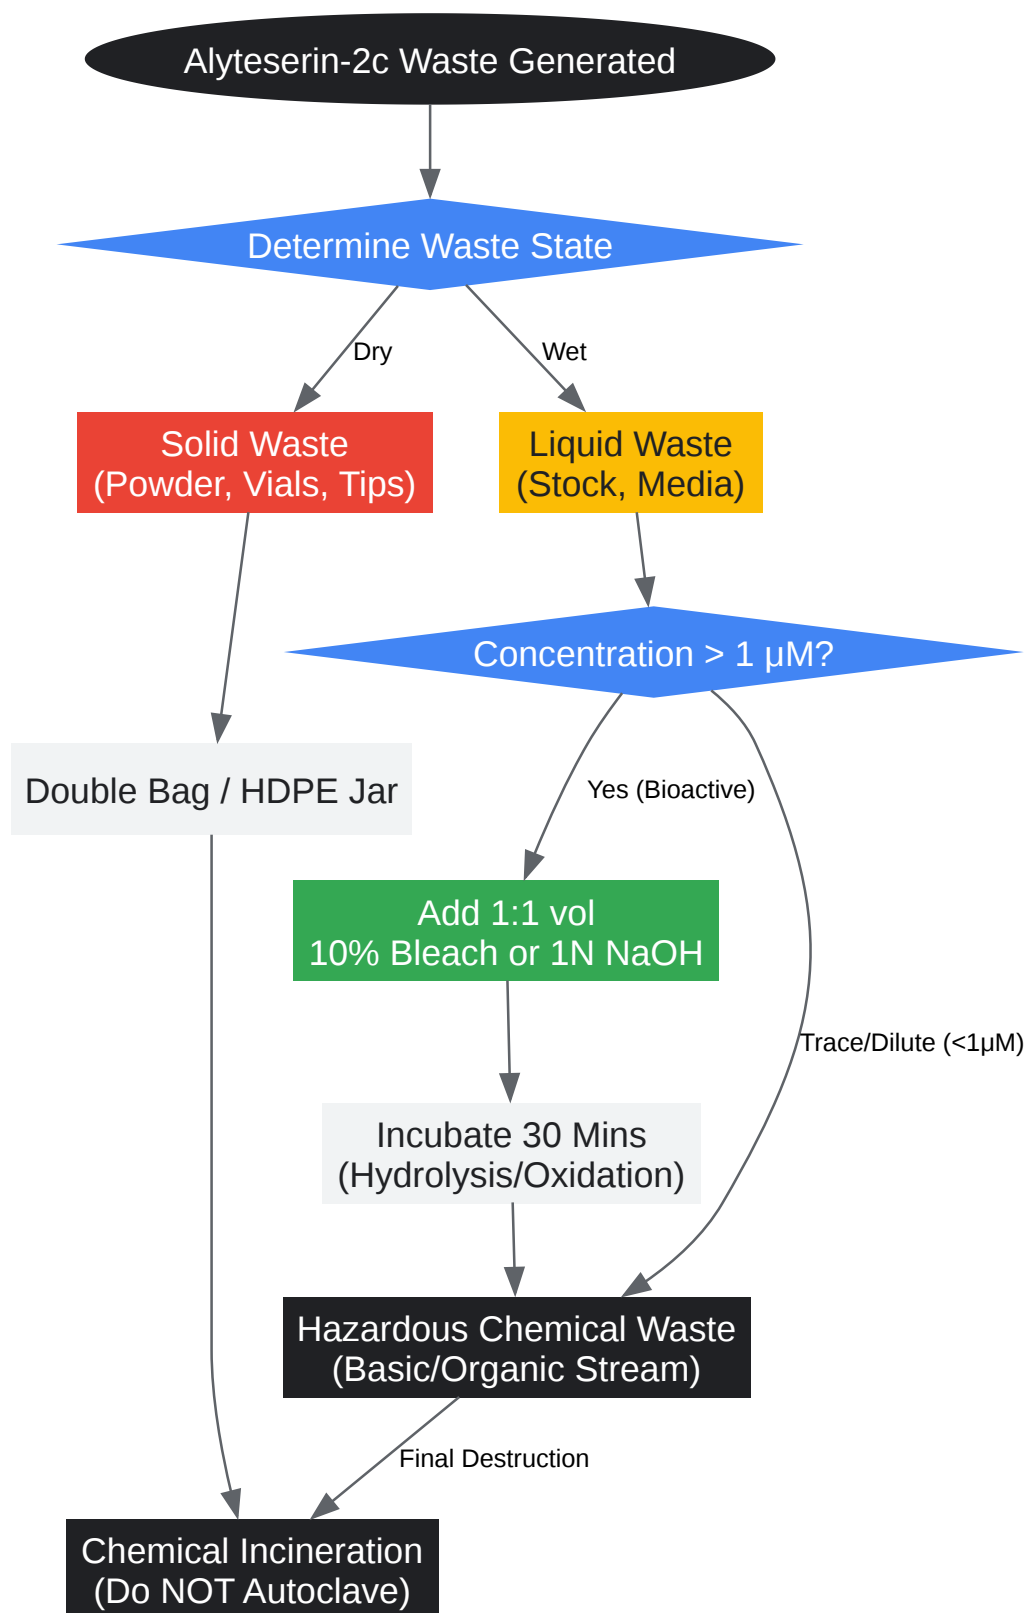 Alyteserin-2c Waste Generated
Determine Waste State
Dry
Wet
Solid Waste
(Powder, Vials, Tips)
Liquid Waste
(Stock, Media)
Concentration > 1 μM?
Double Bag / HDPE Jar
Yes (Bioactive)
Add 1:1 vol
10% Bleach or 1N NaOH
Trace/Dilute (<1μM)
Incubate 30 Mins
(Hydrolysis/Oxidation)
Hazardous Chemical Waste
(Basic/Organic Stream)
Final Destruction
Chemical Incineration
(Do NOT Autoclave)